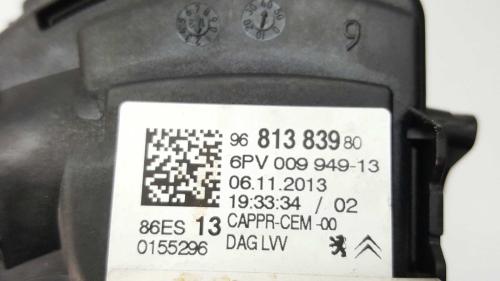 9
96 813 839 80
6PV 009 949-13
06.11.2013
19:33:34 / 02
86ES 13 CAPPR-CEM -00
0155296 DAG LVV